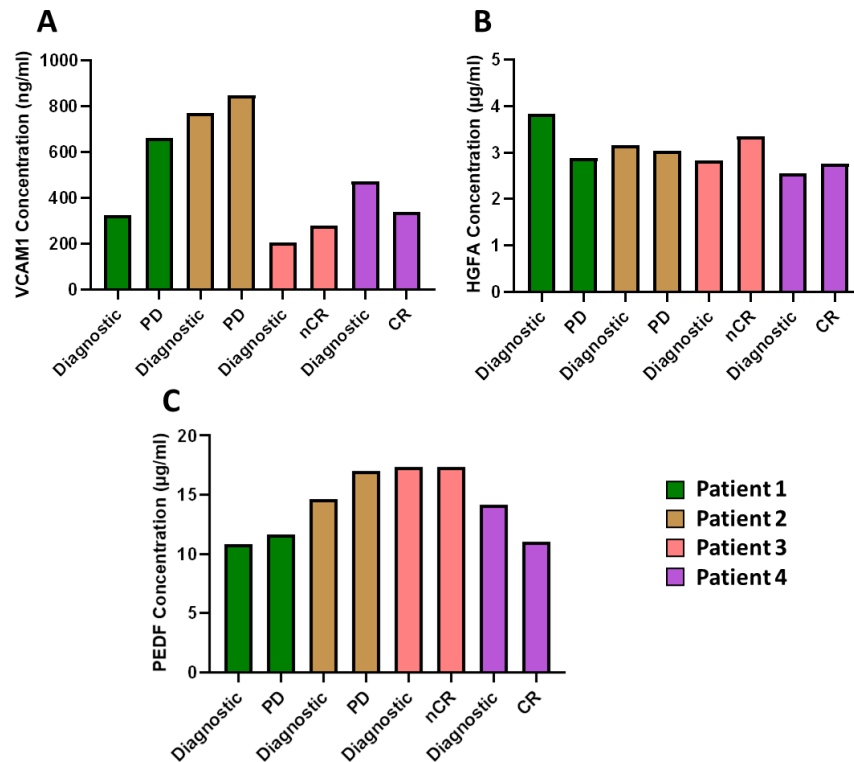 A
VCAM1 Concentration (ng/ml)
1000
800
600
400
200
0
Diagnostic
PD
Diagnostic
PD
Diagnostic
nCR
Diagnostic
CR
B
HGFA Concentration (µg/ml)
5
4
3
2
1
0
Diagnostic
PD
Diagnostic
PD
Diagnostic
nCR
Diagnostic
CR
C
PEDF Concentration (µg/ml)
20
15
10
5
0
Diagnostic
PD
Diagnostic
PD
Diagnostic
nCR
Diagnostic
CR
Patient 1
Patient 2
Patient 3
Patient 4